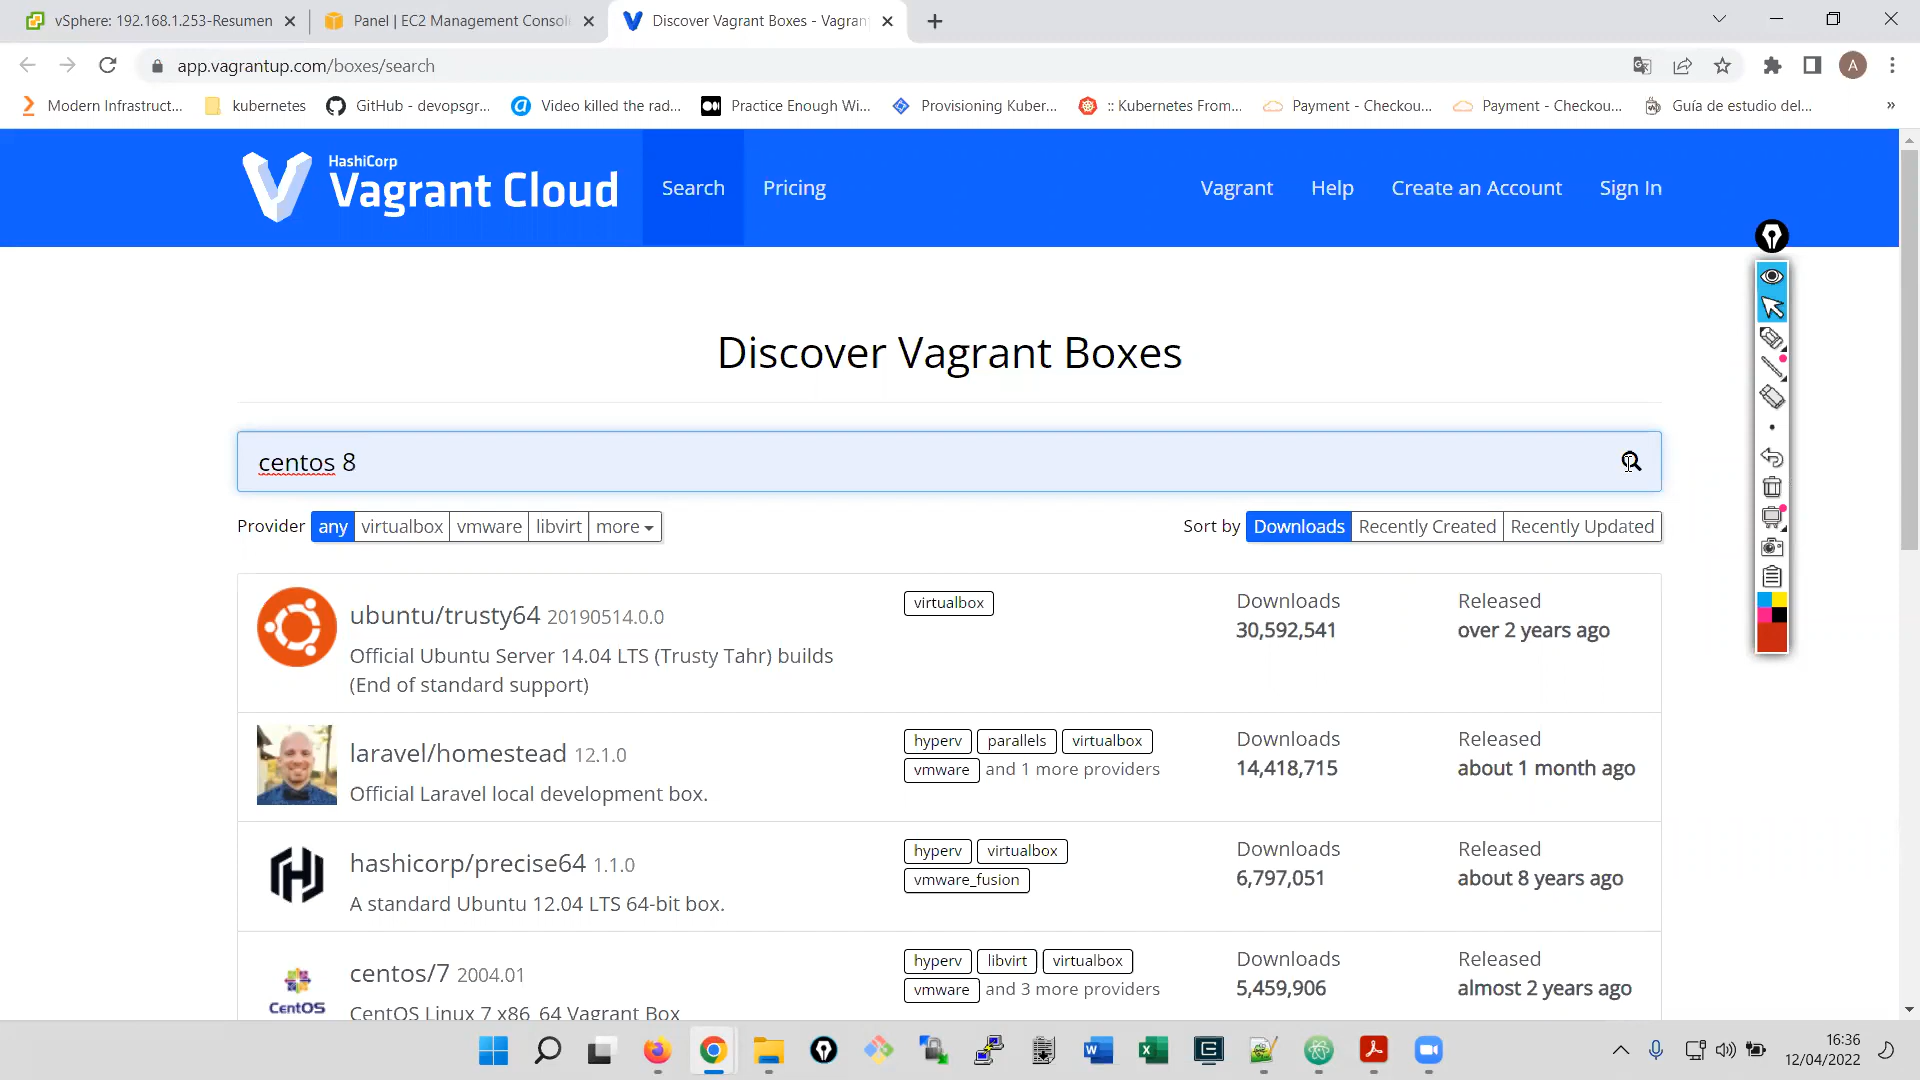 vSphere: 192.168.1.253-Resumen
Panel | EC2 Management Consol
Discover Vagrant Boxes - Vagran
app.vagrantup.com/boxes/search
A
Modern Infrastruct...
kubernetes
GitHub - devopsgr...
Video killed the rad...
Practice Enough Wi...
Provisioning Kuber...
:: Kubernetes From...
Payment - Checkou...
Payment - Checkou...
Guía de estudio del...
»
HashiCorp
Vagrant Cloud
Search
Pricing
Vagrant
Help
Create an Account
Sign In
Discover Vagrant Boxes
centos 8
Provider any virtualbox vmware libvirt more
Sort by Downloads Recently Created Recently Updated
ubuntu/trusty64 20190514.0.0
Official Ubuntu Server 14.04 LTS (Trusty Tahr) builds
(End of standard support)
virtualbox
Downloads
30,592,541
Released
over 2 years ago
laravel/homestead 12.1.0
Official Laravel local development box.
hyperv parallels virtualbox
vmware and 1 more providers
Downloads
14,418,715
Released
about 1 month ago
hashicorp/precise64 1.1.0
A standard Ubuntu 12.04 LTS 64-bit box.
hyperv virtualbox
vmware_fusion
Downloads
6,797,051
Released
about 8 years ago
CentOS
centos/7 2004.01
CentOS Linux 7 x86_64 Vagrant Box
hyperv libvirt virtualbox
vmware and 3 more providers
Downloads
5,459,906
Released
almost 2 years ago
16:36
12/04/2022